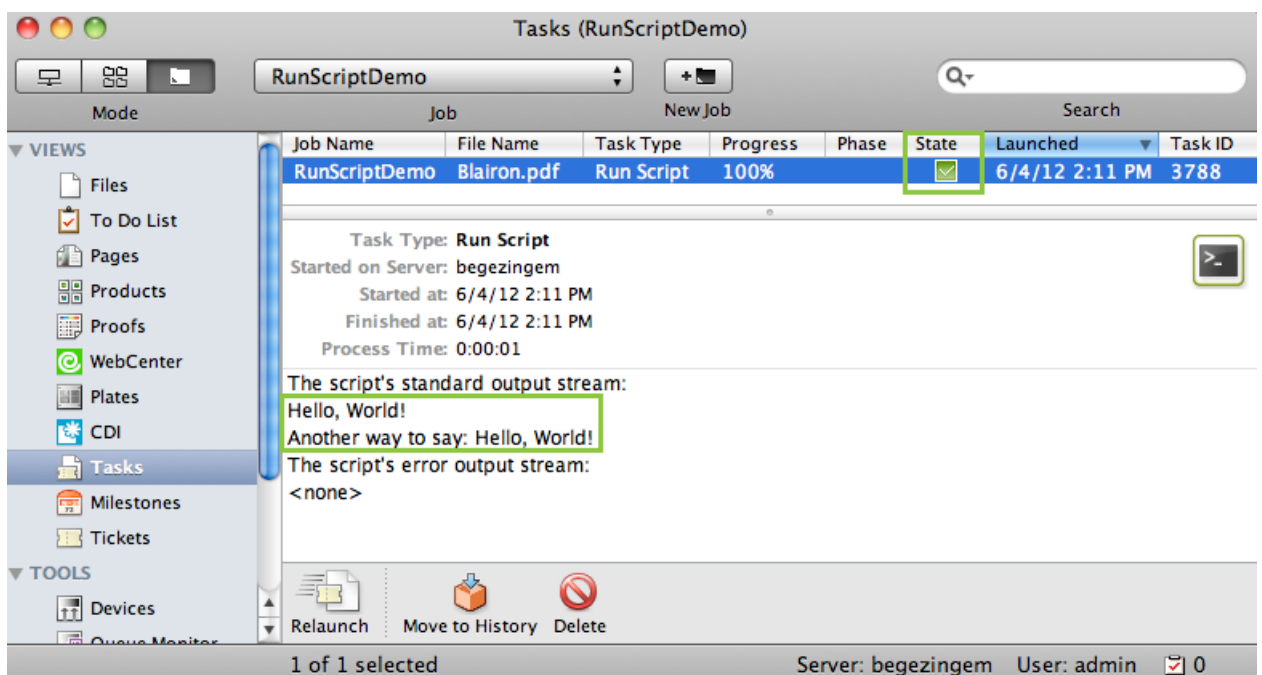 Tasks (RunScriptDemo)
RunScriptDemo
Mode
Job
New Job
Search
VIEWS
Files
To Do List
Pages
Products
Proofs
WebCenter
Plates
CDI
Tasks
Milestones
Tickets
TOOLS
Devices
Queue Monitor
Job Name File Name Task Type Progress Phase State Launched Task ID
RunScriptDemo Blairon.pdf Run Script 100% 6/4/12 2:11 PM 3788
Task Type: Run Script
Started on Server: begezingem
Started at: 6/4/12 2:11 PM
Finished at: 6/4/12 2:11 PM
Process Time: 0:00:01
The script's standard output stream:
Hello, World!
Another way to say: Hello, World!
The script's error output stream:
<none>
Relaunch Move to History Delete
1 of 1 selected Server: begezingem User: admin 0